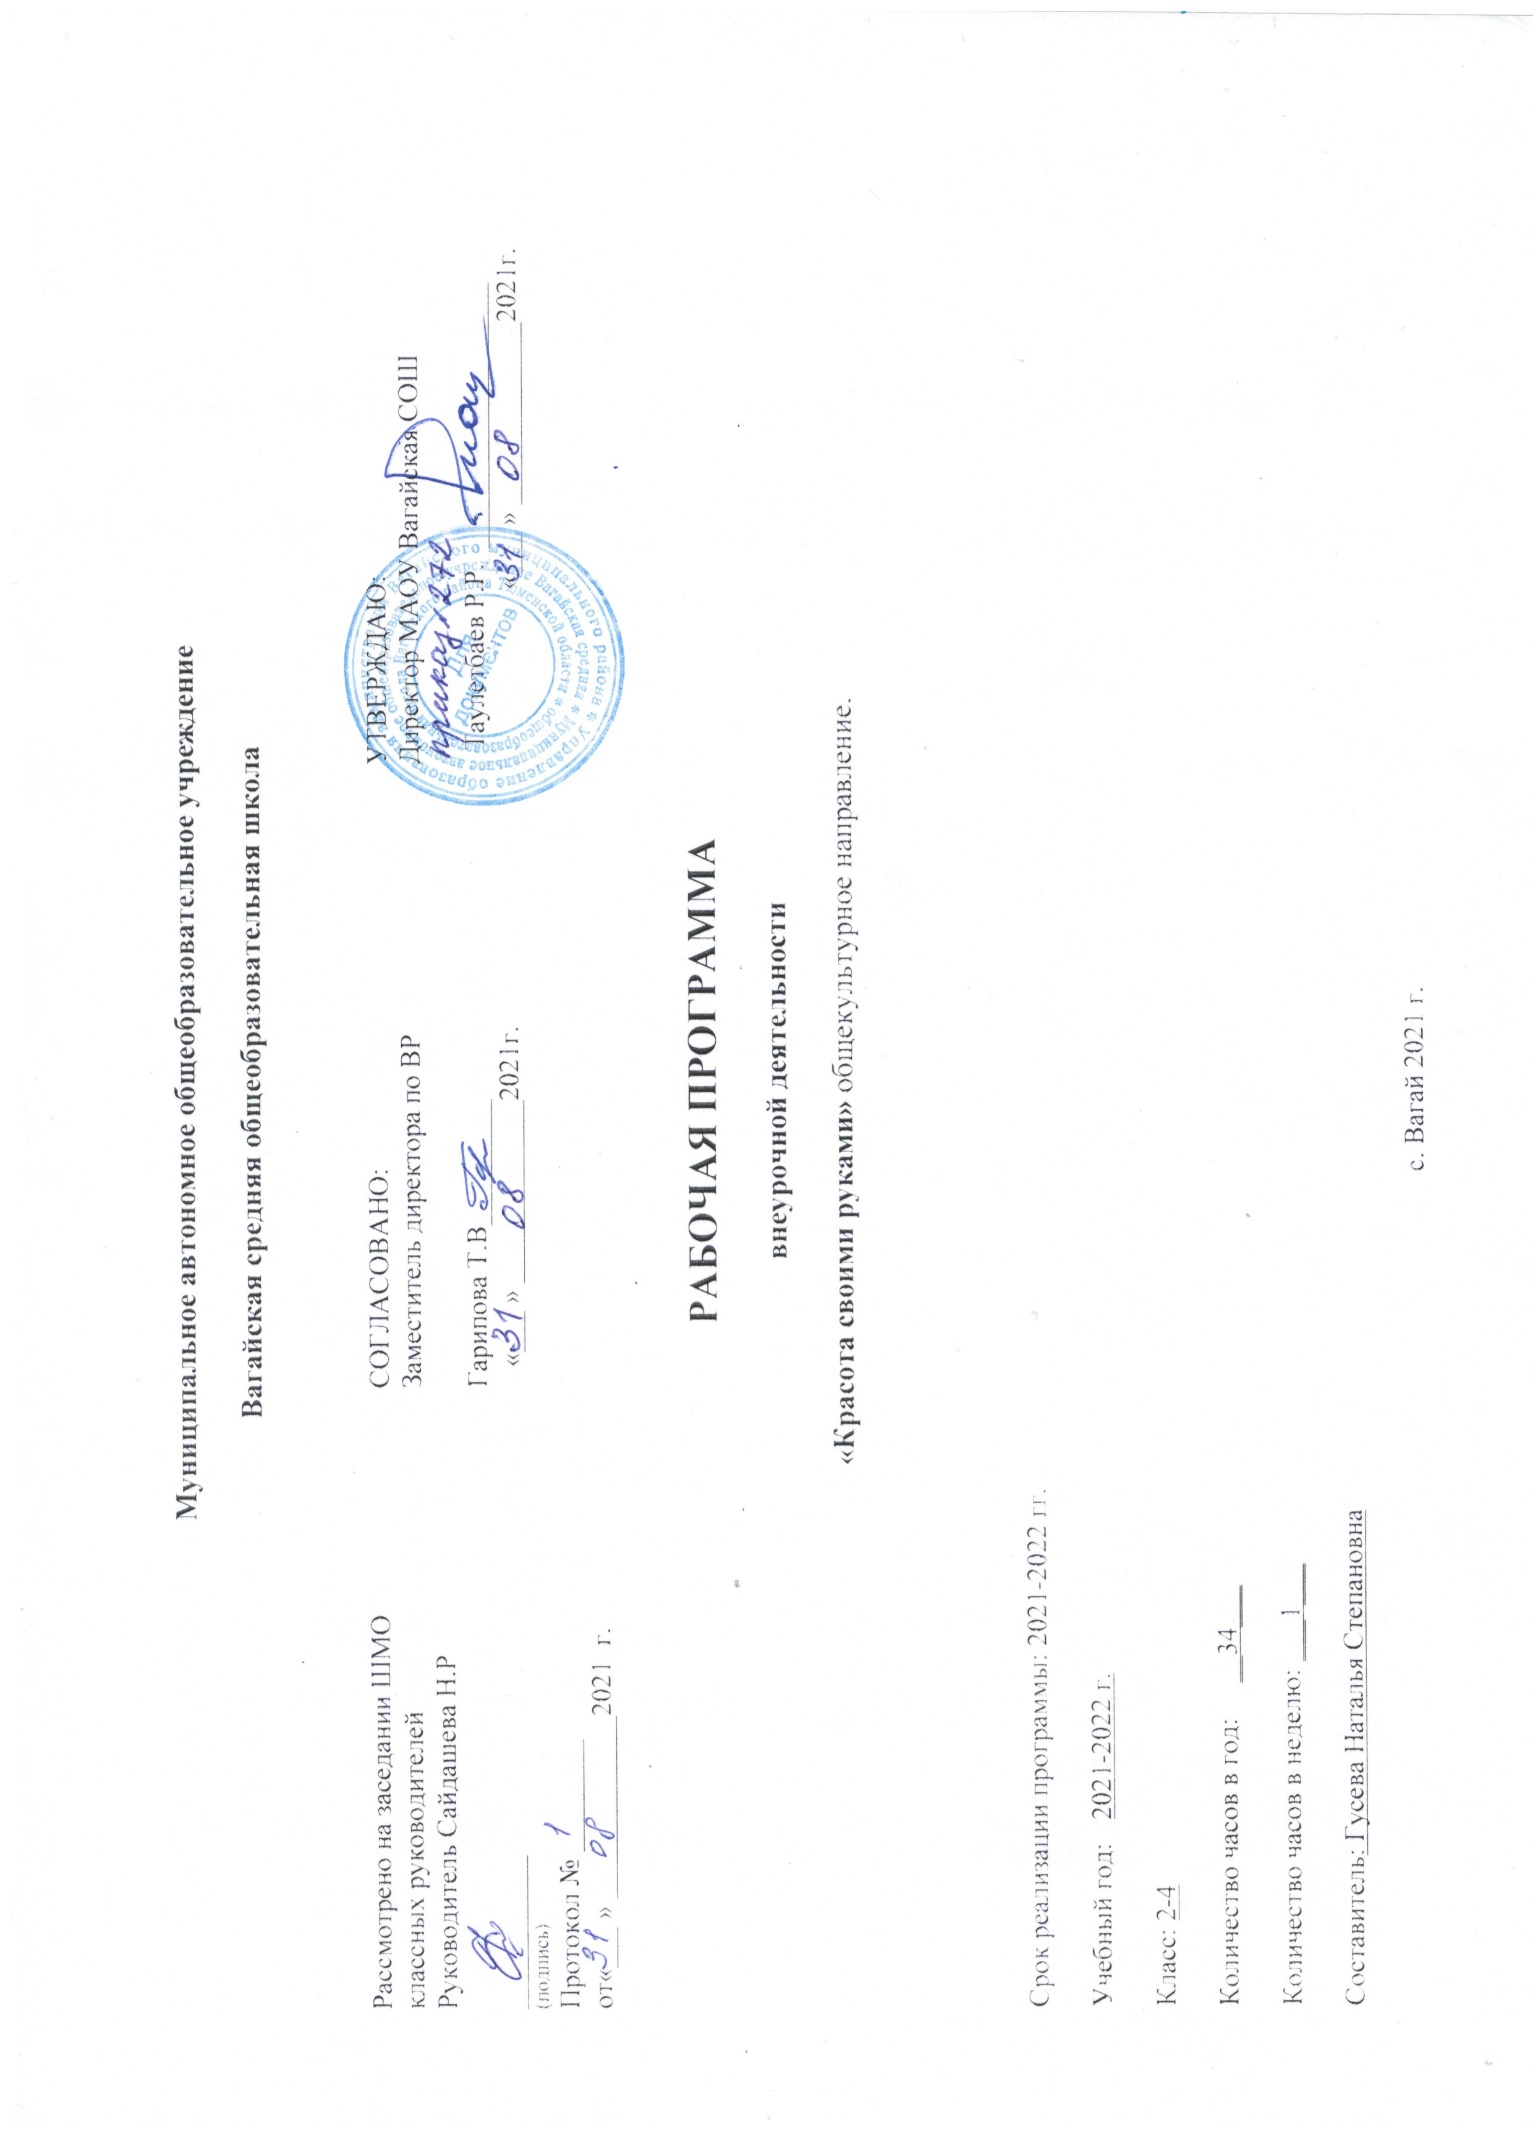 Муниципальное автономное общеобразовательное учреждение
Вагайская средняя общеобразовательная школа
Рассмотрено на заседании ШМО
классных руководителей
Руководитель Сайдашева Н.Р
(подпись)
Протокол № 1
от«31» 08 2021 г.
СОГЛАСОВАНО:
Заместитель директора по ВР
Гарипова Т.В
«31» 08 2021г.
УТВЕРЖДАЮ:
Директор МАОУ Вагайская СОШ
приказ 272
Таулетбаев Р.Р
«31» 08 2021г.
Для
документов
РАБОЧАЯ ПРОГРАММА
внеурочной деятельности
«Красота своими руками» общекультурное направление.
Срок реализации программы: 2021-2022 гг.
Учебный год: 2021-2022 г.
Класс: 2-4
Количество часов в год: 34
Количество часов в неделю: 1
Составитель: Гусева Наталья Степановна
с. Вагай 2021 г.